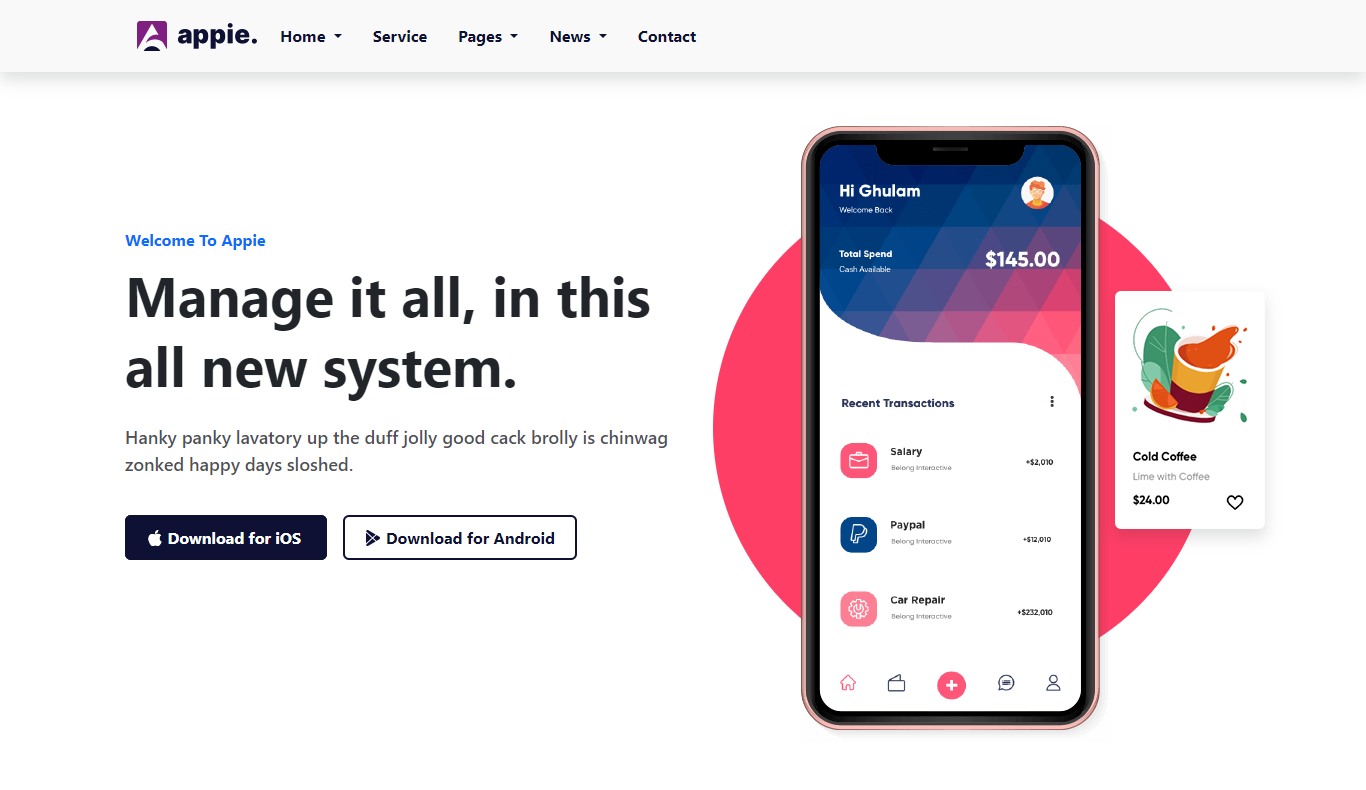 appie.
Home
Service
Pages
News
Contact
Welcome To Appie
Manage it all, in this
all new system.
Hanky panky lavatory up the duff jolly good cack brolly is chinwag
zonked happy days sloshed.
Download for iOS
Download for Android
Hi Ghulam
Welcome Back
Total Spend
Cash Available
$145.00
Recent Transactions
Salary
Belong Interactive
+$2,010
Paypal
Belong Interactive
+$12,010
Car Repair
Belong Interactive
+$232,010
Cold Coffee
Lime with Coffee
$24.00